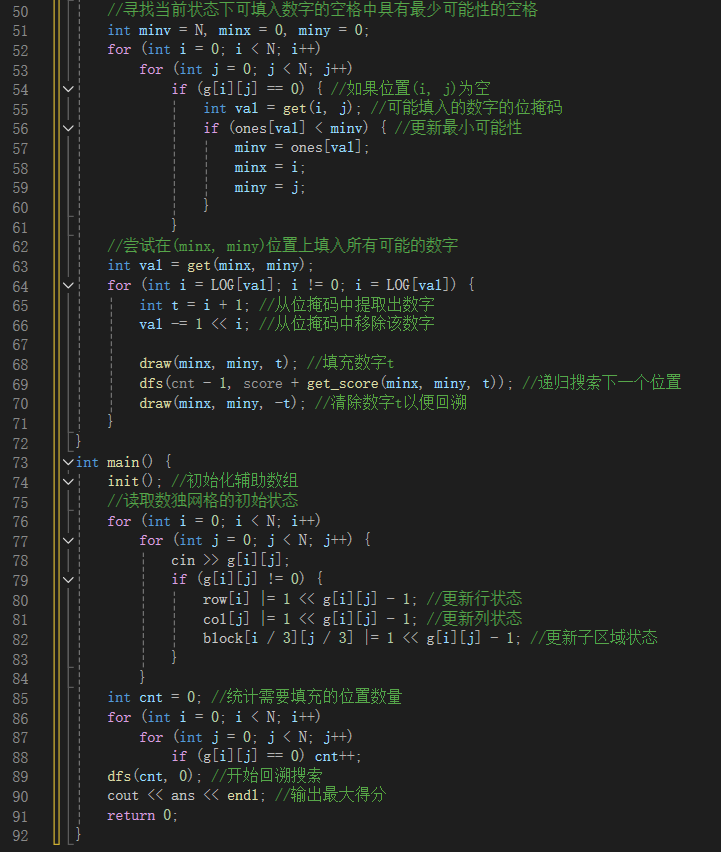 50 //寻找当前状态下可填入数字的空格中具有最少可能性的空格
51 int minv = N, minx = 0, miny = 0;
52 for (int i = 0; i < N; i++)
53 for (int j = 0; j < N; j++)
54 if (g[i][j] == 0) { //如果位置(i, j)为空
55 int val = get(i, j); //可能填入的数字的位掩码
56 if (ones[val] < minv) { //更新最小可能性
57 minv = ones[val];
58 minx = i;
59 miny = j;
60 }
61 }
62 //尝试在(minx, miny)位置上填入所有可能的数字
63 int val = get(minx, miny);
64 for (int i = LOG[val]; i != 0; i = LOG[val]) {
65 int t = i + 1; //从位掩码中提取出数字
66 val -= 1 << i; //从位掩码中移除该数字
67
68 draw(minx, miny, t); //填充数字t
69 dfs(cnt - 1, score + get_score(minx, miny, t)); //递归搜索下一个位置
70 draw(minx, miny, -t); //清除数字t以便回溯
71 }
72 }
73 int main() {
74 init(); //初始化辅助数组
75 //读取数独网格的初始状态
76 for (int i = 0; i < N; i++)
77 for (int j = 0; j < N; j++) {
78 cin >> g[i][j];
79 if (g[i][j] != 0) {
80 row[i] |= 1 << g[i][j] - 1; //更新行状态
81 col[j] |= 1 << g[i][j] - 1; //更新列状态
82 block[i / 3][j / 3] |= 1 << g[i][j] - 1; //更新子区域状态
83 }
84 }
85 int cnt = 0; //统计需要填充的位置数量
86 for (int i = 0; i < N; i++)
87 for (int j = 0; j < N; j++)
88 if (g[i][j] == 0) cnt++;
89 dfs(cnt, 0); //开始回溯搜索
90 cout << ans << endl; //输出最大得分
91 return 0;
92 }